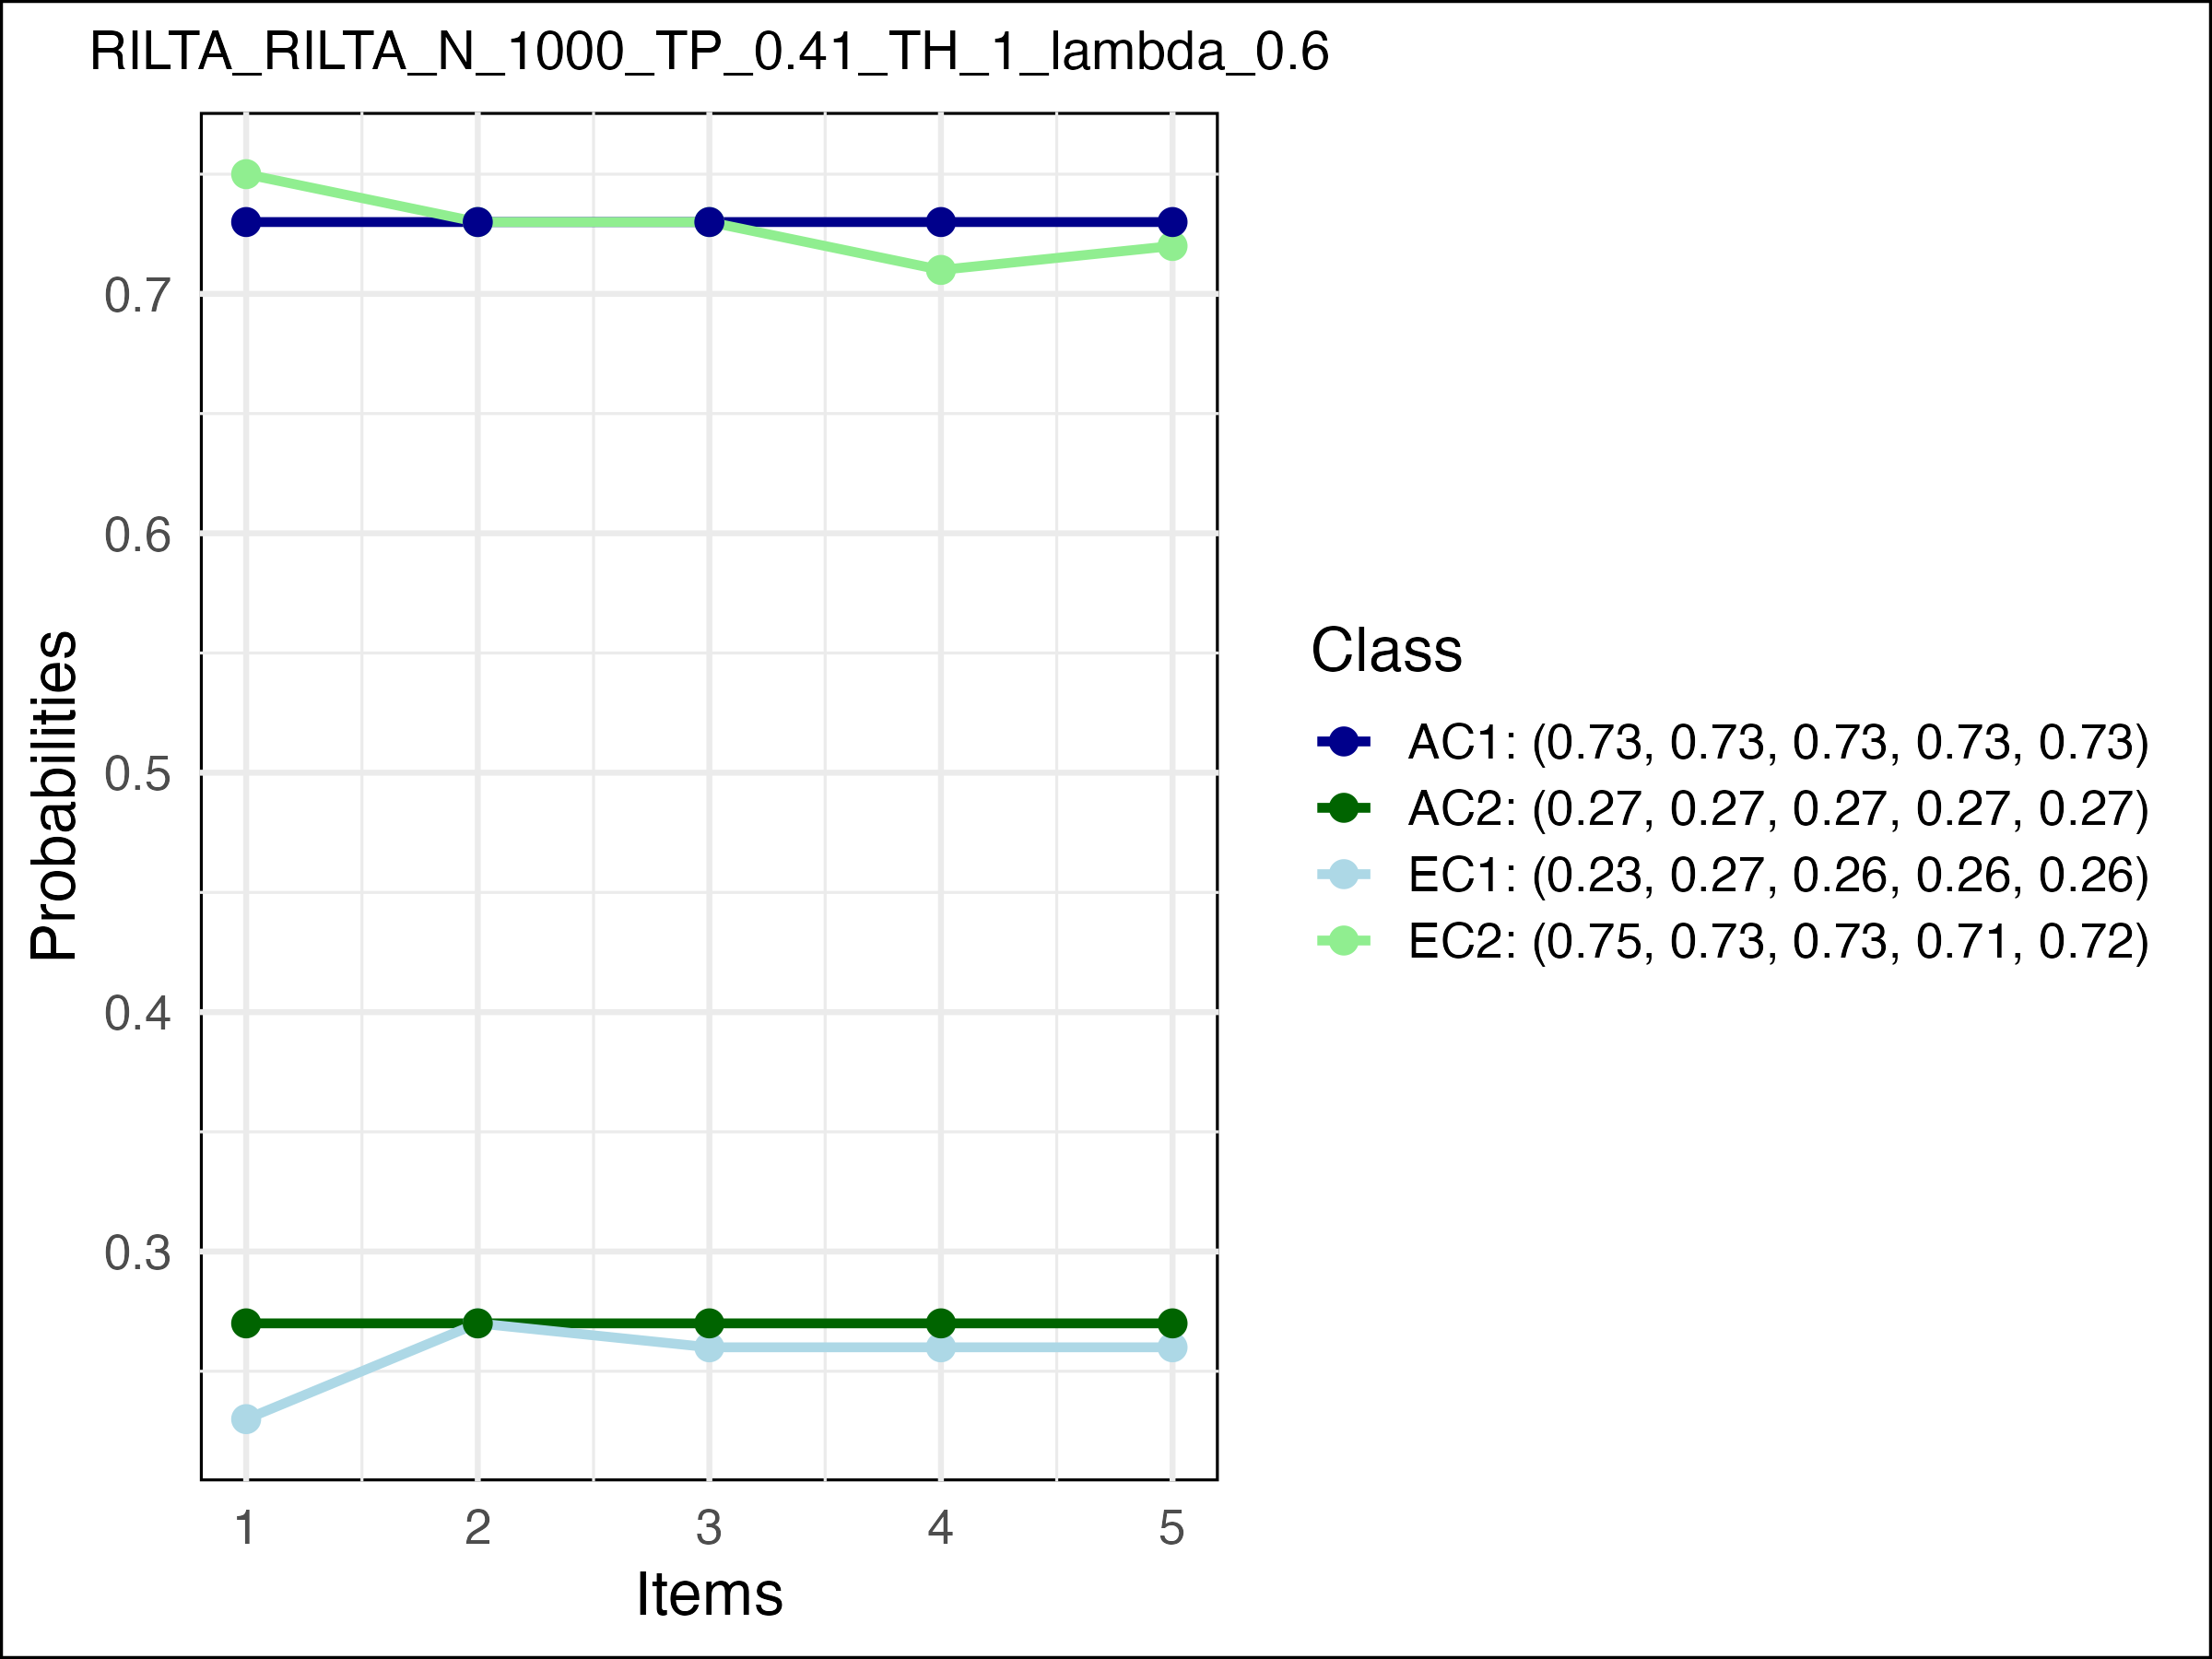 RILTA_RILTA_N_1000_TP_0.41_TH_1_lambda_0.6
Probabilities
0.7
0.6
0.5
0.4
0.3
1 2 3 4 5
Items
Class
AC1: (0.73, 0.73, 0.73, 0.73, 0.73)
AC2: (0.27, 0.27, 0.27, 0.27, 0.27)
EC1: (0.23, 0.27, 0.26, 0.26, 0.26)
EC2: (0.75, 0.73, 0.73, 0.71, 0.72)